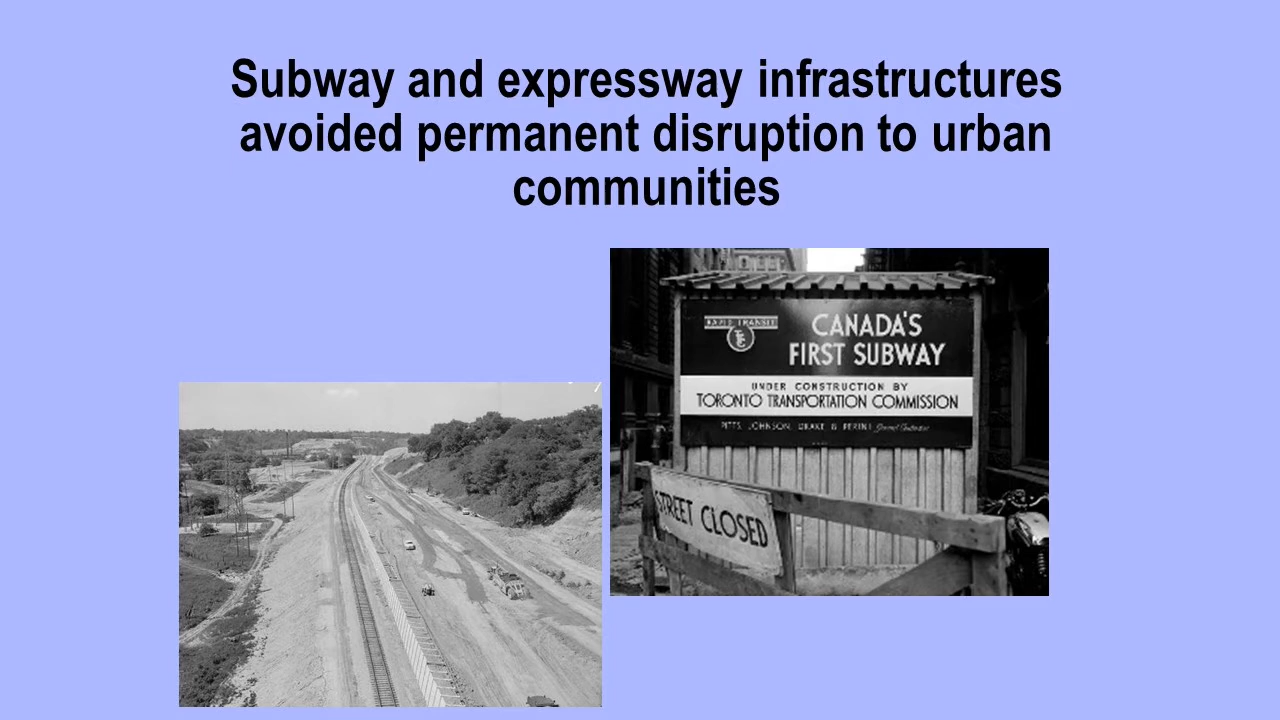 Subway and expressway infrastructures
avoided permanent disruption to urban
communities
RAPID TRANSIT
TTC
CANADA'S
FIRST SUBWAY
UNDER CONSTRUCTION BY
TORONTO TRANSPORTATION COMMISSION
PITTS, JOHNSON, DRAKE & PERINI
STREET CLOSED